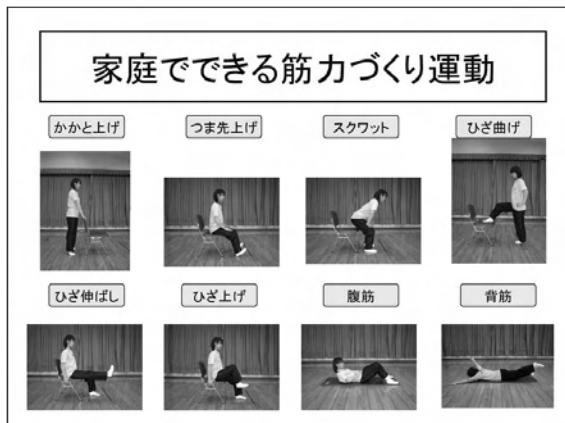 家庭でできる筋力づくり運動
かかと上げ
つま先上げ
スクワット
ひざ曲げ
ひざ伸ばし
ひざ上げ
腹筋
背筋